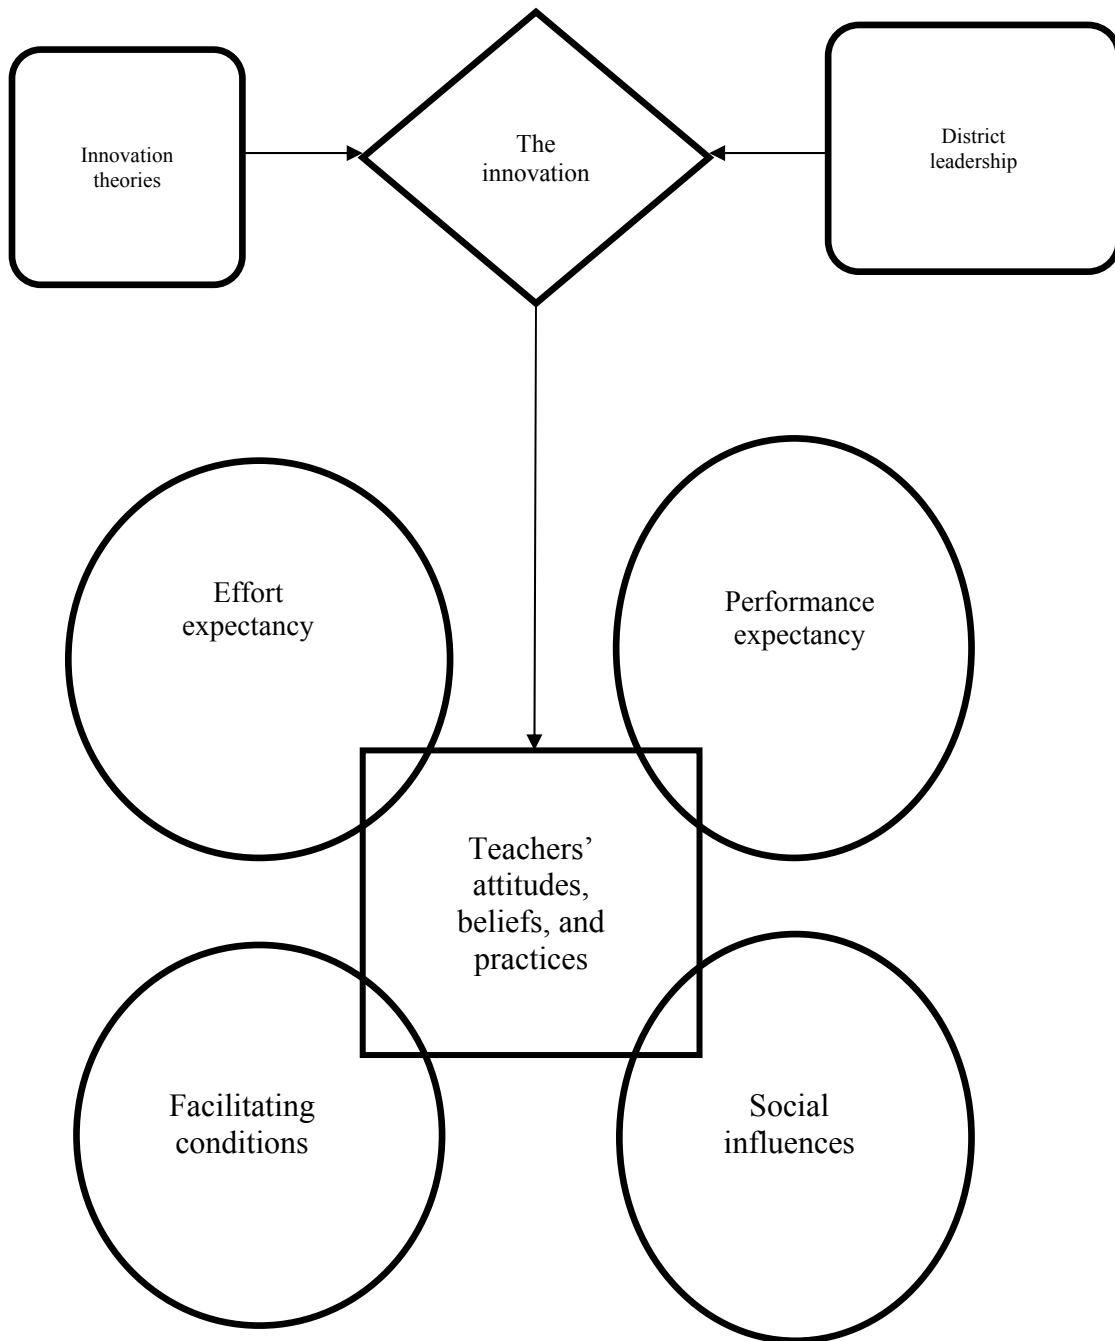 Innovation
theories
The
innovation
District
leadership
Effort
expectancy
Performance
expectancy
Teachers’
attitudes,
beliefs, and
practices
Facilitating
conditions
Social
influences